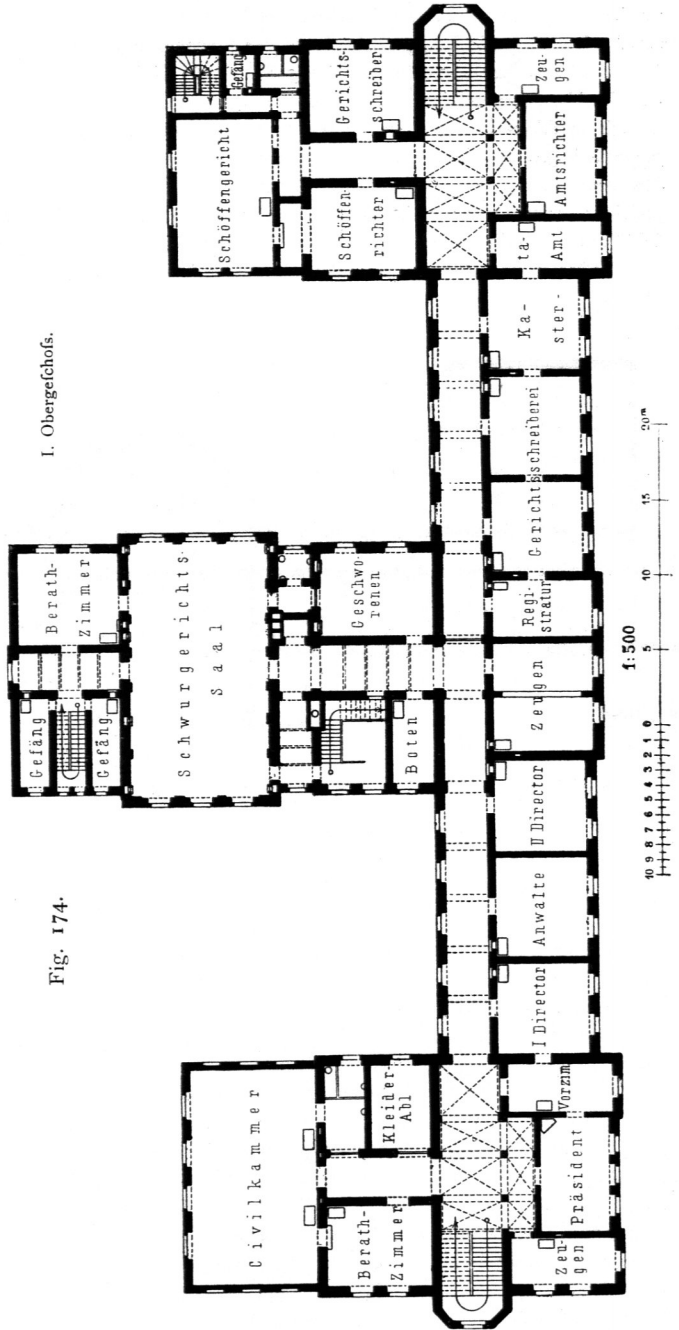 I. Obergeſchoſs.
Fig. 174.
Civilkammer
Berath-
Zimmer
Kleider-
Abl
Zeu-
gen
Präsident
Vorzim
I Director
Anwalte
II Director
Gefäng
Gefäng
Berath-
Zimmer
Schwurgerichts-
Saal
Boten
Geschwo-
renen
Zeugen
Regi-
stratur
Gerichtsschreiberei
Ka-
ster-
ta-
Amt
Schöffengericht
Gefäng
Schöffen-
richter
Gerichts-
schreiber
Amtsrichter
Zeu-
gen
10 9 8 7 6 5 4 3 2 1 0 5 10 15 20m
1:500